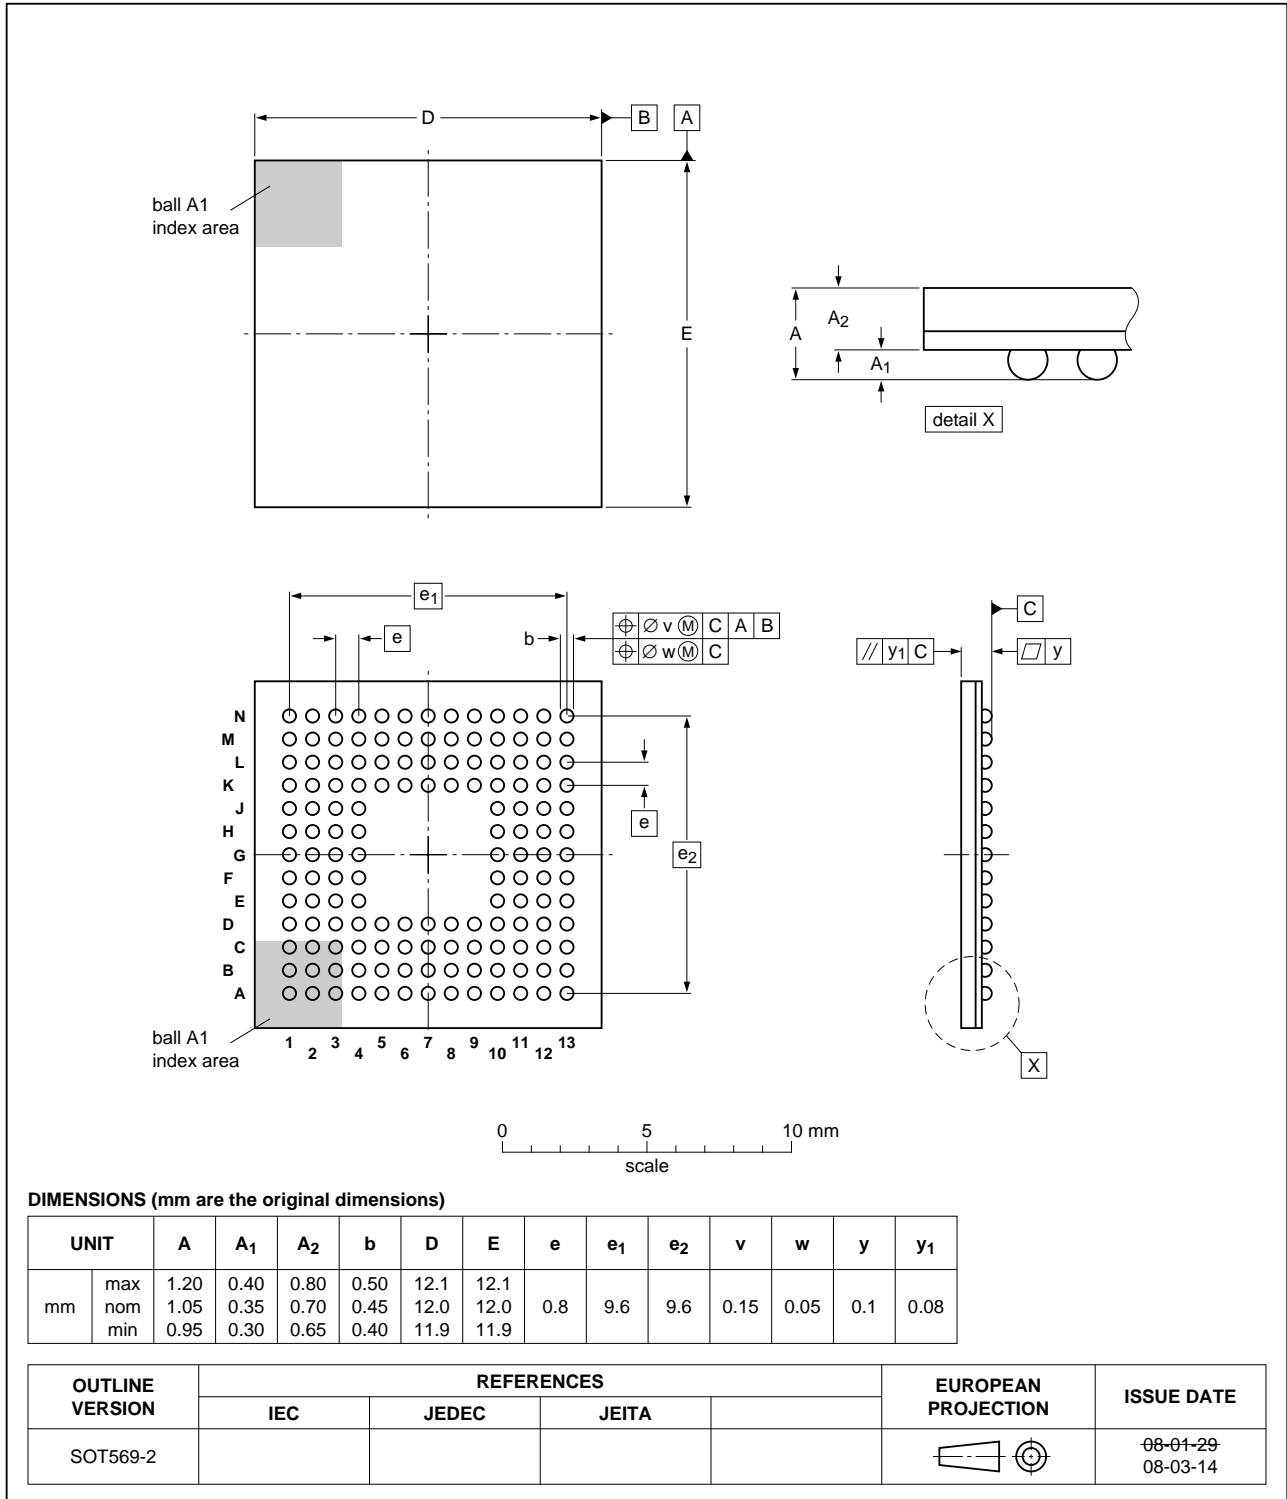 D
B
A
ball A1
index area
E
A
A2
A1
detail X
e1
e
b
⌖ ∅ v Ⓜ C A B
⌖ ∅ w Ⓜ C
C
// y1 C
▱ y
N
M
L
K
J
H
G
F
E
D
C
B
A
e
e2
ball A1
index area
1 2 3 4 5 6 7 8 9 10 11 12 13
X
0 5 10 mm
scale
DIMENSIONS (mm are the original dimensions)
UNIT A A1 A2 b D E e e1 e2 v w y y1
mm max 1.20 0.40 0.80 0.50 12.1 12.1
nom 1.05 0.35 0.70 0.45 12.0 12.0 0.8 9.6 9.6 0.15 0.05 0.1 0.08
min 0.95 0.30 0.65 0.40 11.9 11.9
OUTLINE VERSION REFERENCES EUROPEAN PROJECTION ISSUE DATE
IEC JEDEC JEITA
SOT569-2 08-01-29
08-03-14